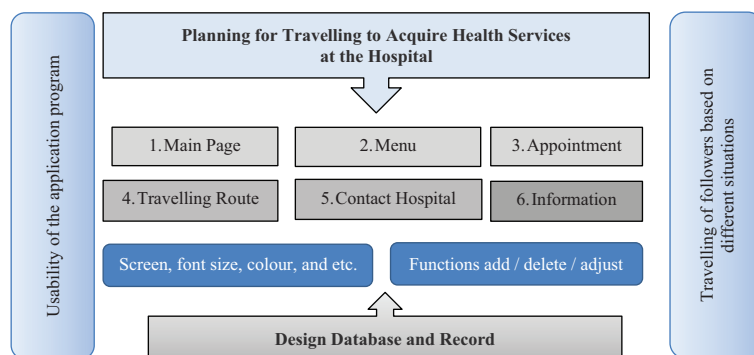 Usability of the application program
Planning for Travelling to Acquire Health Services
at the Hospital
1. Main Page
2. Menu
3. Appointment
4. Travelling Route
5. Contact Hospital
6. Information
Screen, font size, colour, and etc.
Functions add / delete / adjust
Design Database and Record
Travelling of followers based on
different situations